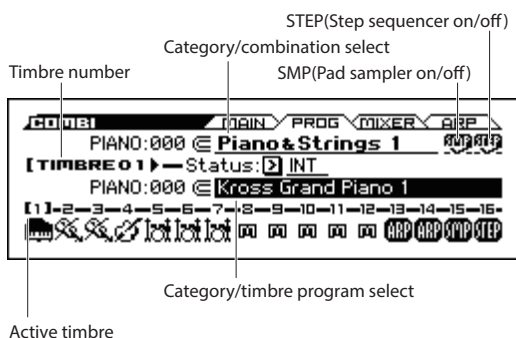 STEP(Step sequencer on/off)
Category/combination select
Timbre number
SMP(Pad sampler on/off)
COMBI MAIN PROG MIXER ARP
PIANO:000 Piano&Strings 1 SMP STEP
[TIMBRE01] Status: INT
PIANO:000 Kross Grand Piano 1
[1]-2-3-4-5-6-7-8-9-10-11-12-13-14-15-16-
ARP ARP SMP STEP
Category/timbre program select
Active timbre